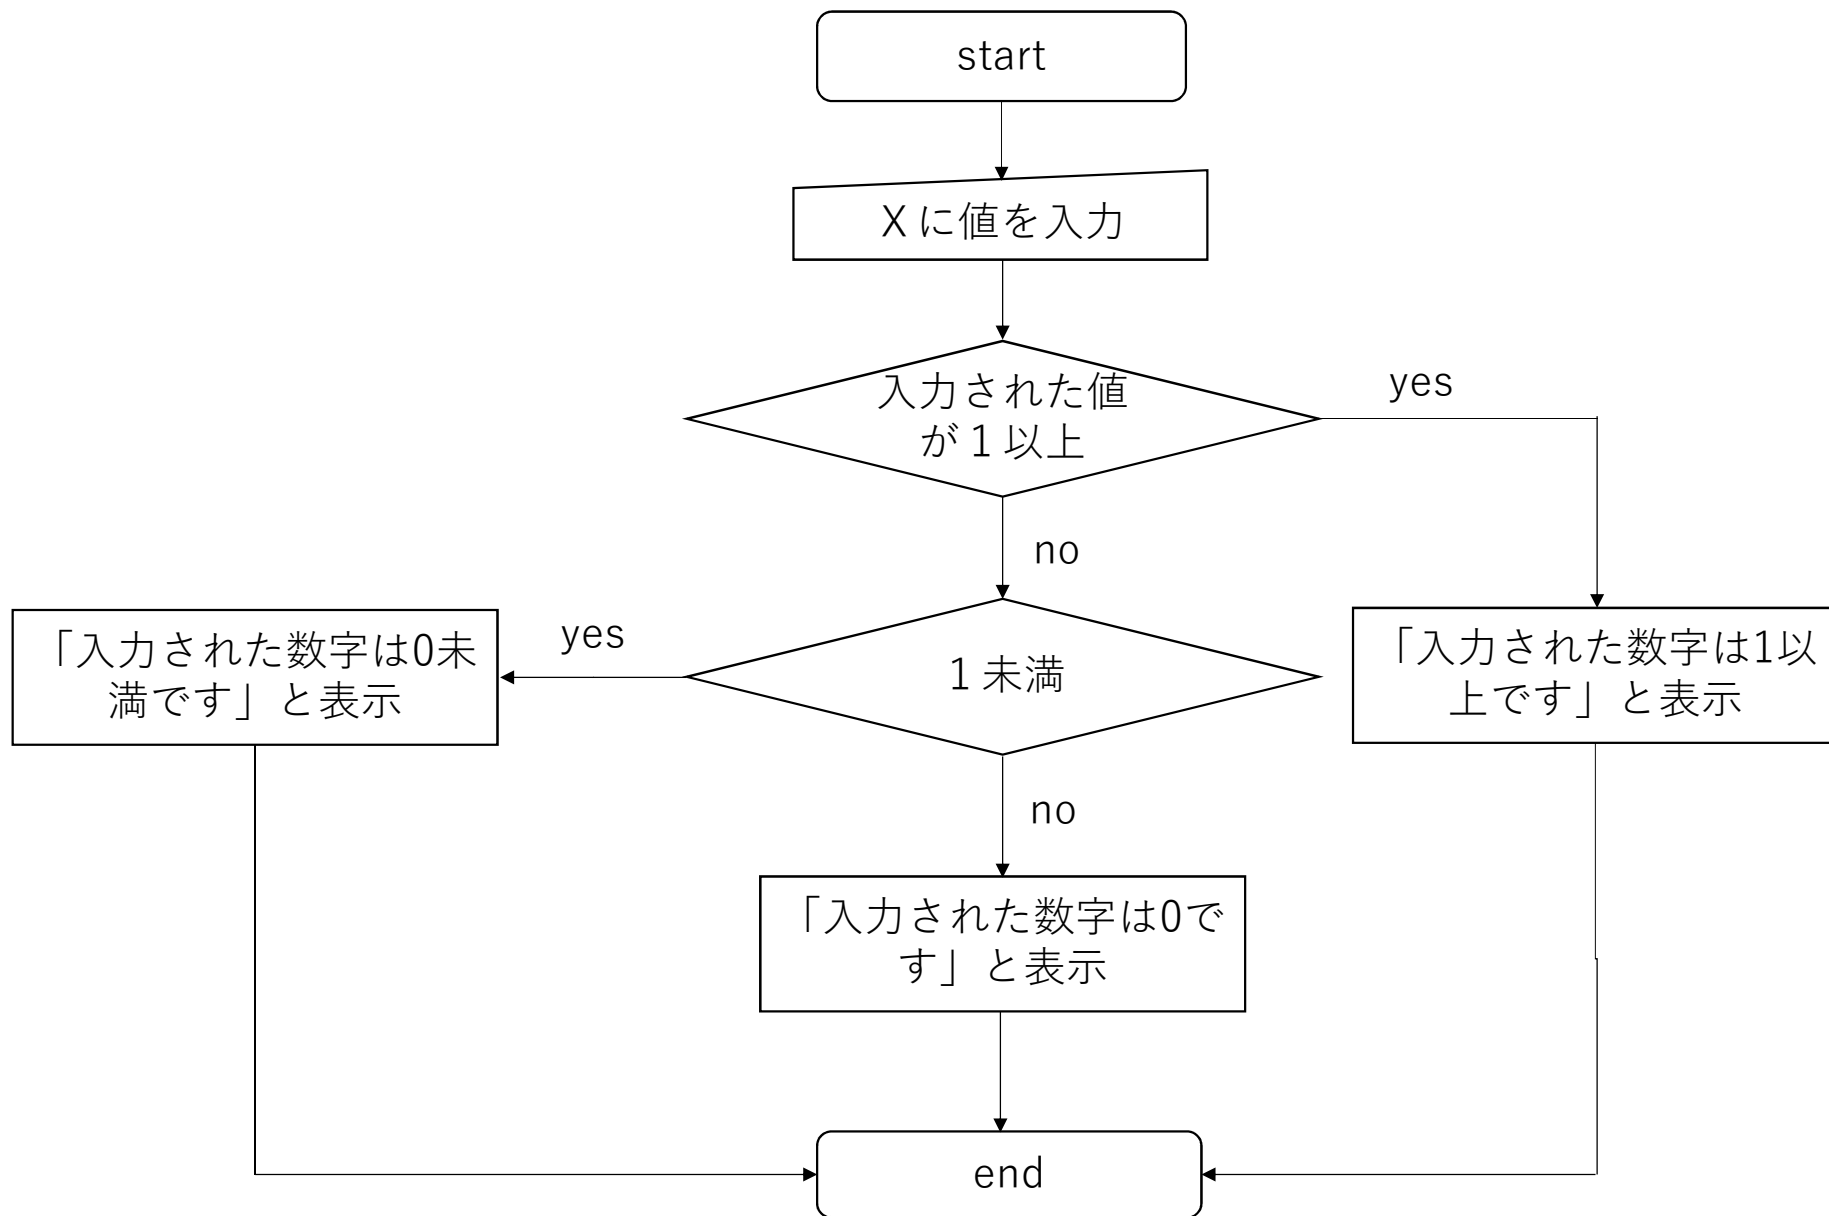 start
Xに値を入力
入力された値
が１以上
yes
no
「入力された数字は0未
満です」と表示
yes
１未満
「入力された数字は1以
上です」と表示
no
「入力された数字は0で
す」と表示
end